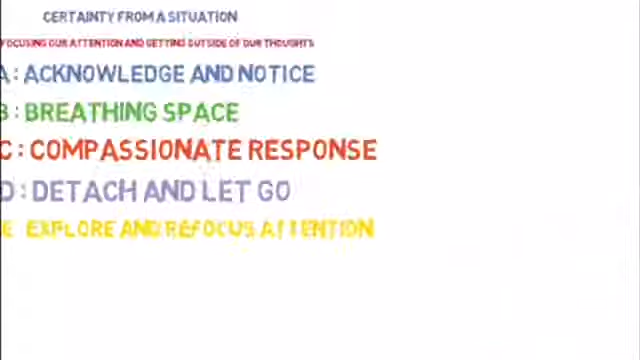 CERTAINTY FROM A SITUATION
FOCUSING OUR ATTENTION AND GETTING OUTSIDE OF OUR THOUGHTS
A : ACKNOWLEDGE AND NOTICE
B : BREATHING SPACE
C : COMPASSIONATE RESPONSE
D : DETACH AND LET GO
E EXPLORE AND REFOCUS ATTENTION